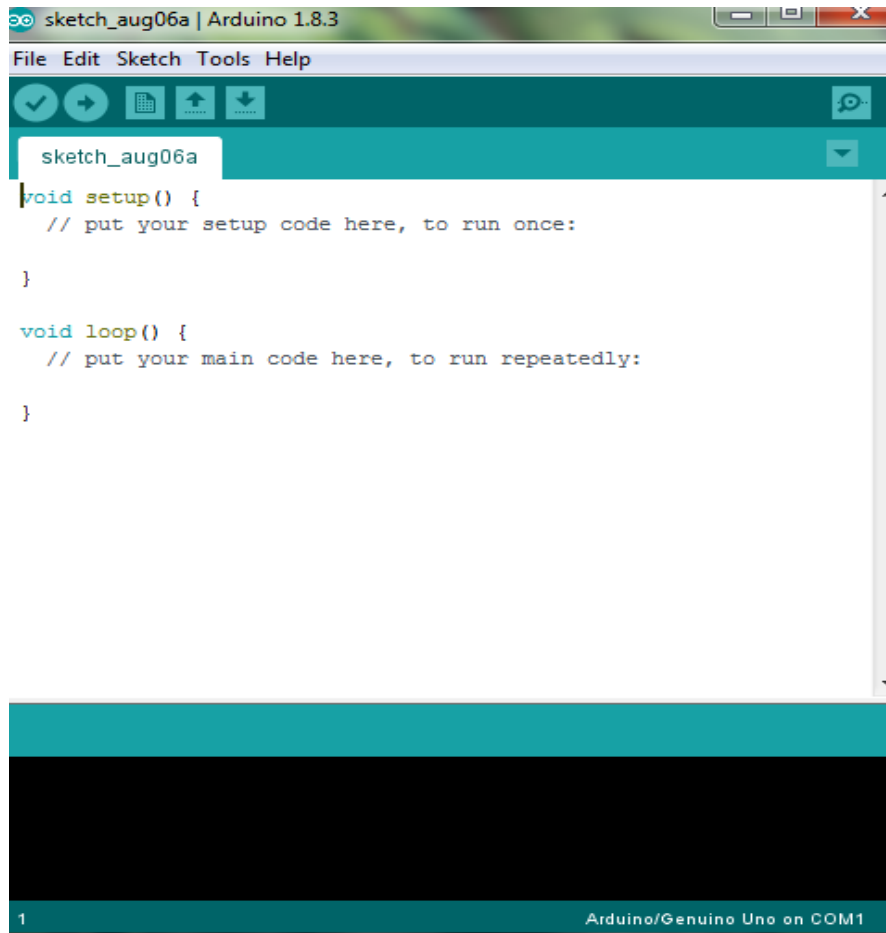 sketch_aug06a | Arduino 1.8.3
File Edit Sketch Tools Help
sketch_aug06a
void setup() {
  // put your setup code here, to run once:

}

void loop() {
  // put your main code here, to run repeatedly:

}
1 Arduino/Genuino Uno on COM1